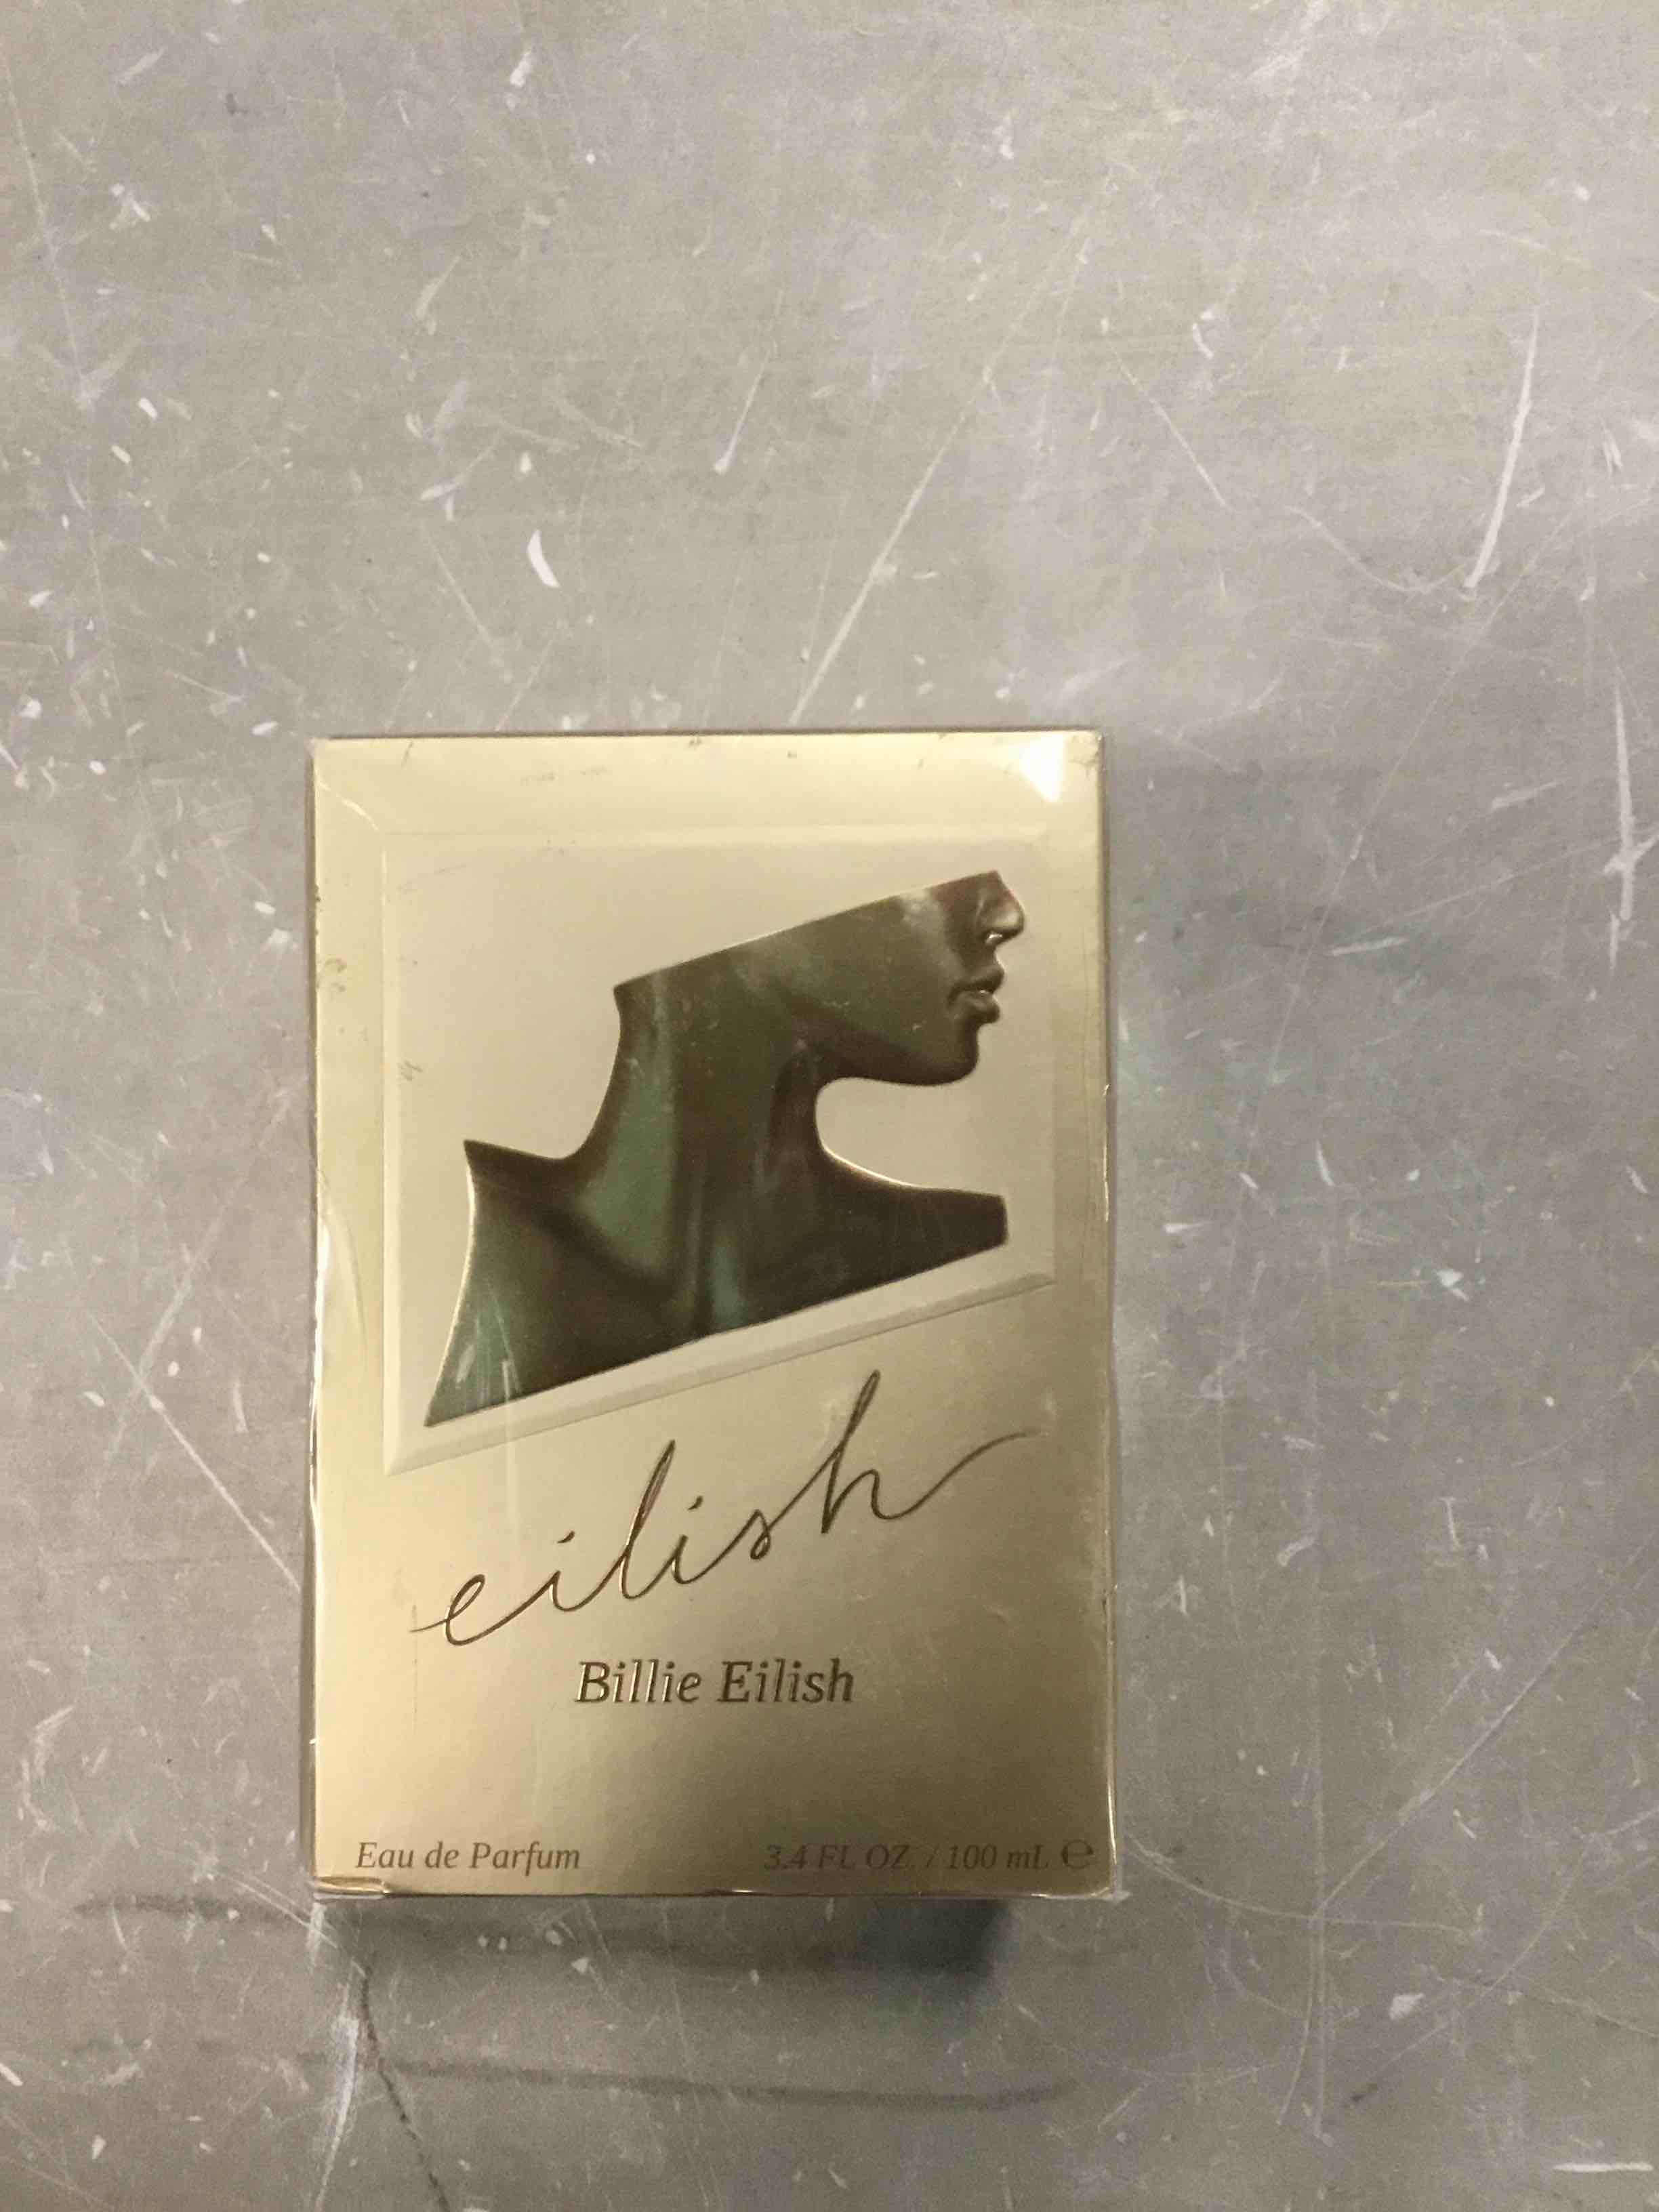 eilish
Billie Eilish
Eau de Parfum 3.4 FL OZ. / 100 mL ℮